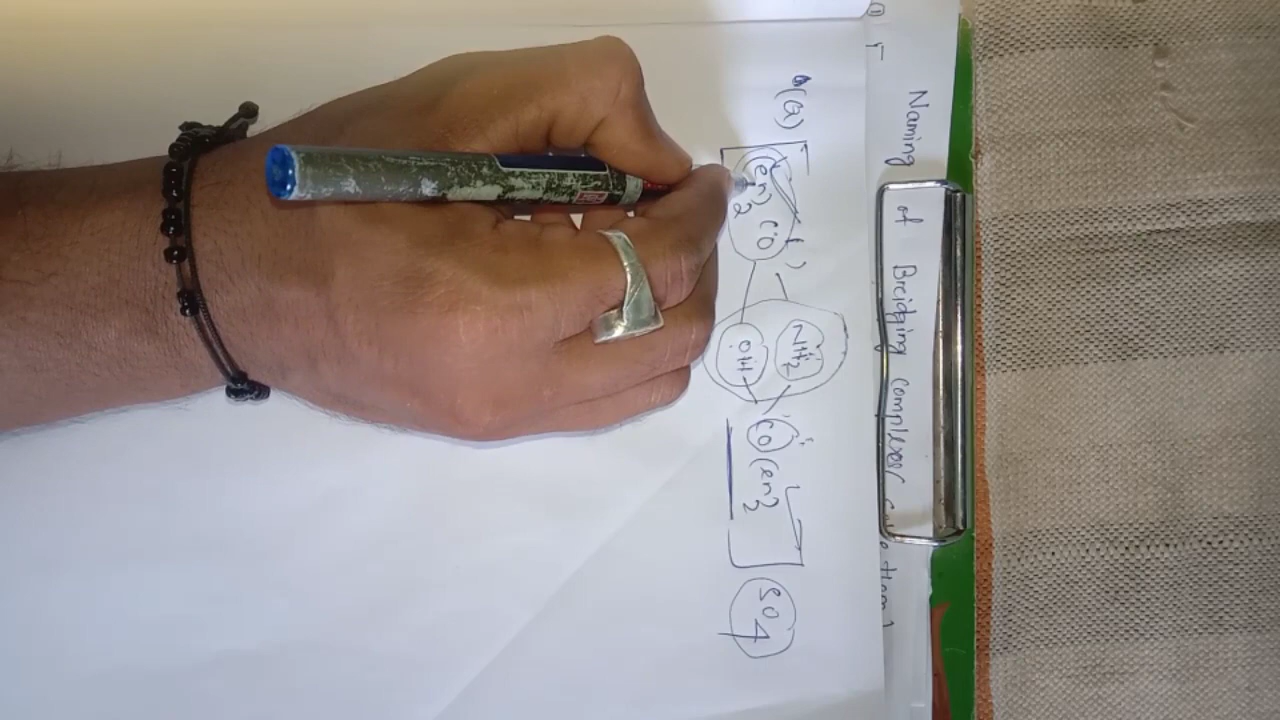 Naming of Bridging complexes
(a) [(en)2 CO NH2 OH CO (en)2] SO4